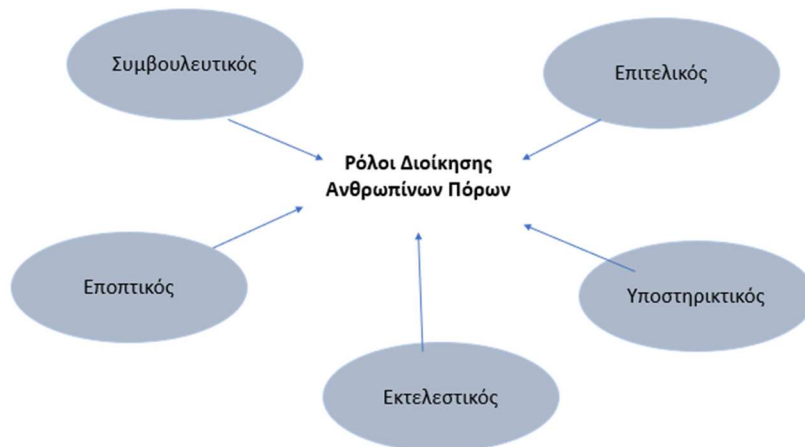 Συμβουλευτικός
Επιτελικός
Ρόλοι Διοίκησης
Ανθρωπίνων Πόρων
Εποπτικός
Υποστηρικτικός
Εκτελεστικός